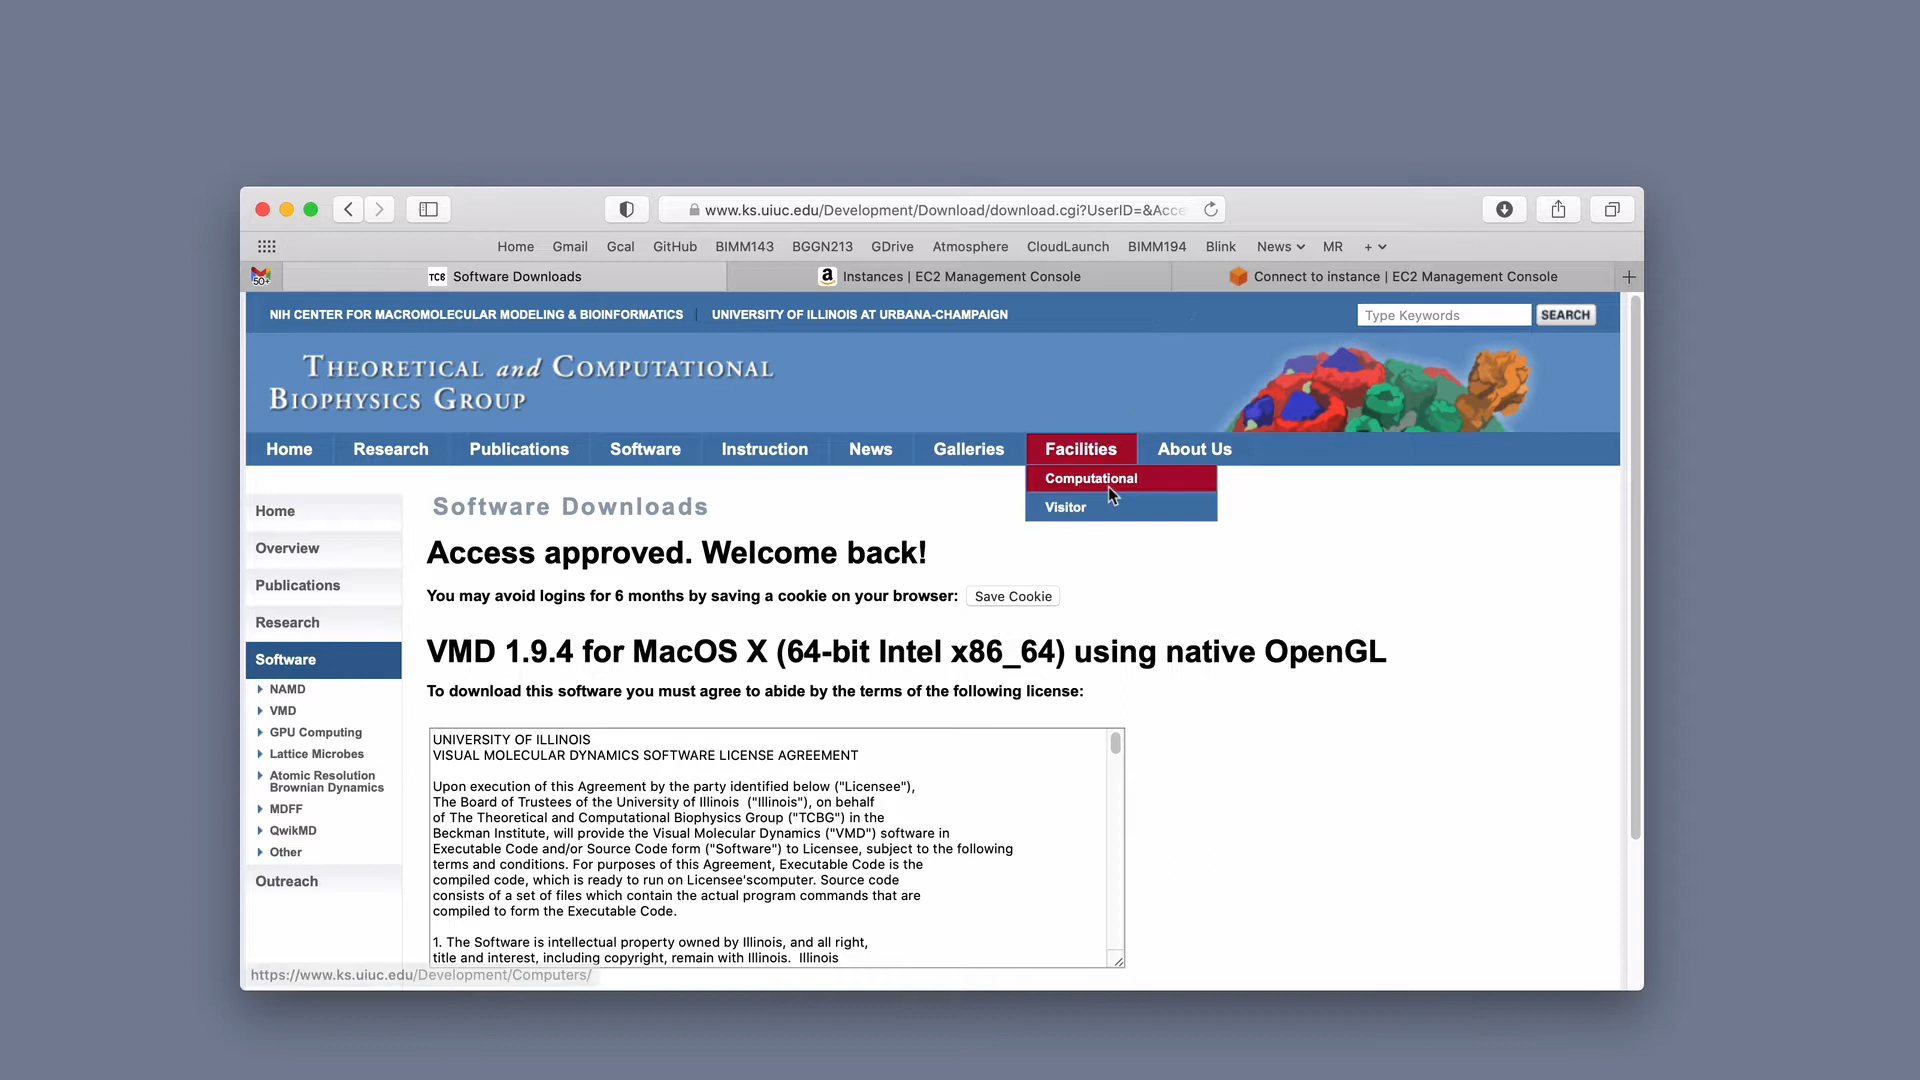 www.ks.uiuc.edu/Development/Download/download.cgi?UserID=&Acce
Home Gmail Gcal GitHub BIMM143 BGGN213 GDrive Atmosphere CloudLaunch BIMM194 Blink News MR +
50+ TCB Software Downloads Instances | EC2 Management Console Connect to instance | EC2 Management Console
NIH CENTER FOR MACROMOLECULAR MODELING & BIOINFORMATICS UNIVERSITY OF ILLINOIS AT URBANA-CHAMPAIGN Type Keywords SEARCH
THEORETICAL and COMPUTATIONAL
BIOPHYSICS GROUP
Home Research Publications Software Instruction News Galleries Facilities About Us
Computational
Visitor
Home
Overview
Publications
Research
Software
NAMD
VMD
GPU Computing
Lattice Microbes
Atomic Resolution
Brownian Dynamics
MDFF
QwikMD
Other
Outreach
Software Downloads
Access approved. Welcome back!
You may avoid logins for 6 months by saving a cookie on your browser: Save Cookie
VMD 1.9.4 for MacOS X (64-bit Intel x86_64) using native OpenGL
To download this software you must agree to abide by the terms of the following license:
UNIVERSITY OF ILLINOIS
VISUAL MOLECULAR DYNAMICS SOFTWARE LICENSE AGREEMENT
Upon execution of this Agreement by the party identified below ("Licensee"),
The Board of Trustees of the University of Illinois ("Illinois"), on behalf
of The Theoretical and Computational Biophysics Group ("TCBG") in the
Beckman Institute, will provide the Visual Molecular Dynamics ("VMD") software in
Executable Code and/or Source Code form ("Software") to Licensee, subject to the following
terms and conditions. For purposes of this Agreement, Executable Code is the
compiled code, which is ready to run on Licensee'scomputer. Source code
consists of a set of files which contain the actual program commands that are
compiled to form the Executable Code.
1. The Software is intellectual property owned by Illinois, and all right,
title and interest, including copyright, remain with Illinois. Illinois
https://www.ks.uiuc.edu/Development/Computers/